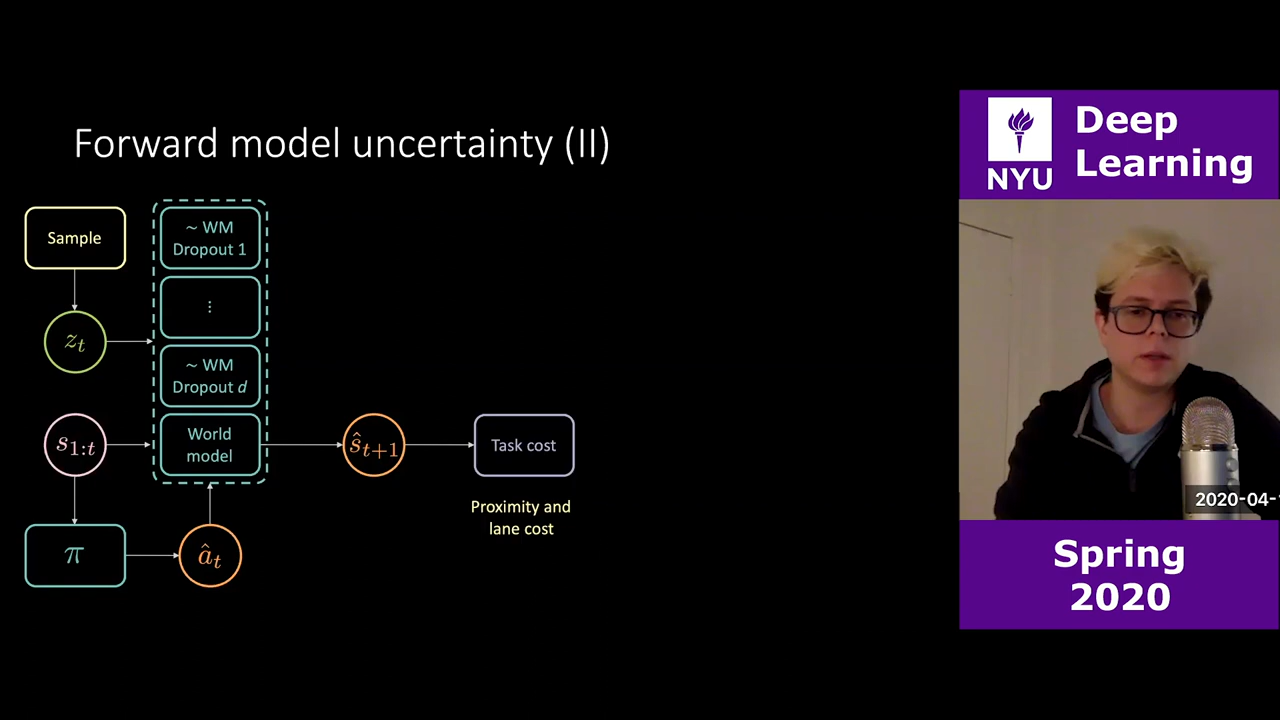 Forward model uncertainty (II)
Sample
z_t
s_{1:t}
π
∼ WM
Dropout 1
⋮
∼ WM
Dropout d
World
model
â_t
ŝ_{t+1}
Task cost
Proximity and
lane cost
NYU
Deep
Learning
2020-04-
Spring
2020